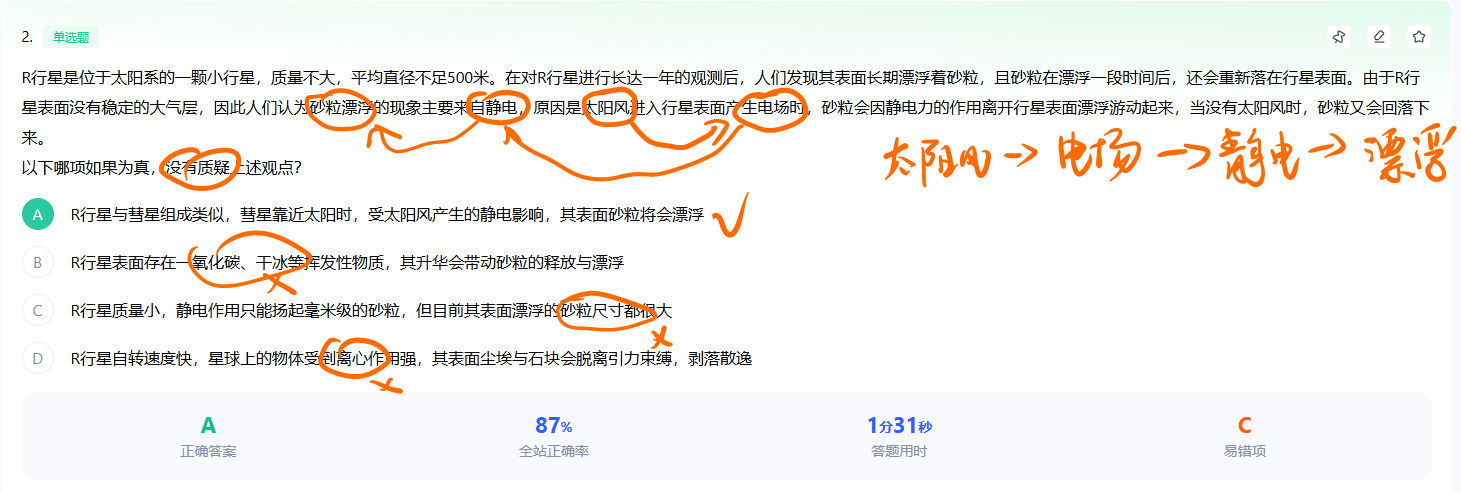 2. 单选题
R行星是位于太阳系的一颗小行星，质量不大，平均直径不足500米。在对R行星进行长达一年的观测后，人们发现其表面长期漂浮着砂粒，且砂粒在漂浮一段时间后，还会重新落在行星表面。由于R行
星表面没有稳定的大气层，因此人们认为砂粒漂浮的现象主要来自静电，原因是太阳风进入行星表面产生电场时，砂粒会因静电力的作用离开行星表面漂浮游动起来，当没有太阳风时，砂粒又会回落下
来。
太阳风→电场→静电→漂浮
以下哪项如果为真，没有质疑上述观点？
A R行星与彗星组成类似，彗星靠近太阳时，受太阳风产生的静电影响，其表面砂粒将会漂浮
B R行星表面存在一氧化碳、干冰等挥发性物质，其升华会带动砂粒的释放与漂浮
C R行星质量小，静电作用只能扬起毫米级的砂粒，但目前其表面漂浮的砂粒尺寸都很大
D R行星自转速度快，星球上的物体受到离心作用强，其表面尘埃与石块会脱离引力束缚，剥落散逸
A 87% 1分31秒 C
正确答案 全站正确率 答题用时 易错项